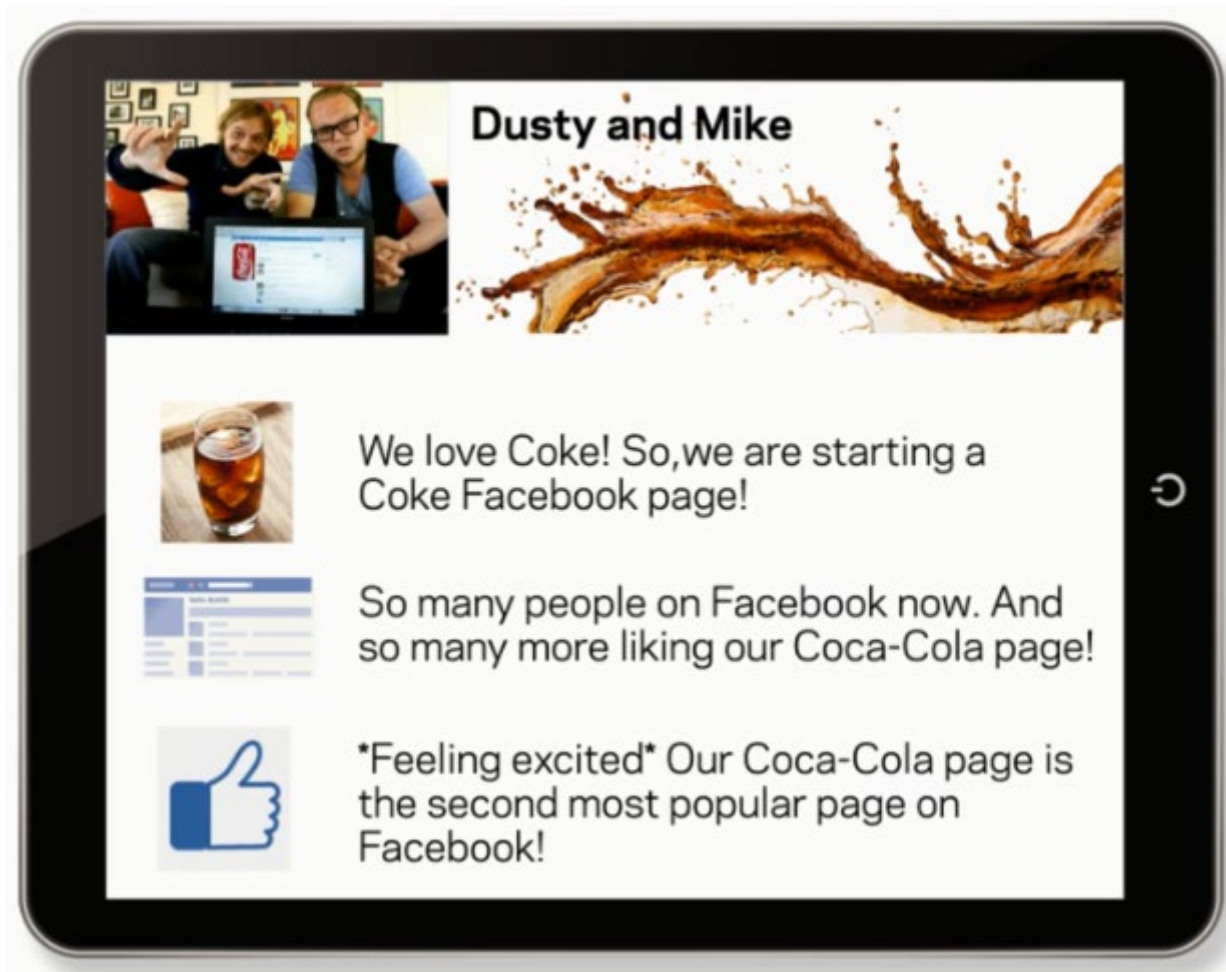 Dusty and Mike
We love Coke! So,we are starting a
Coke Facebook page!
So many people on Facebook now. And
so many more liking our Coca-Cola page!
*Feeling excited* Our Coca-Cola page is
the second most popular page on
Facebook!